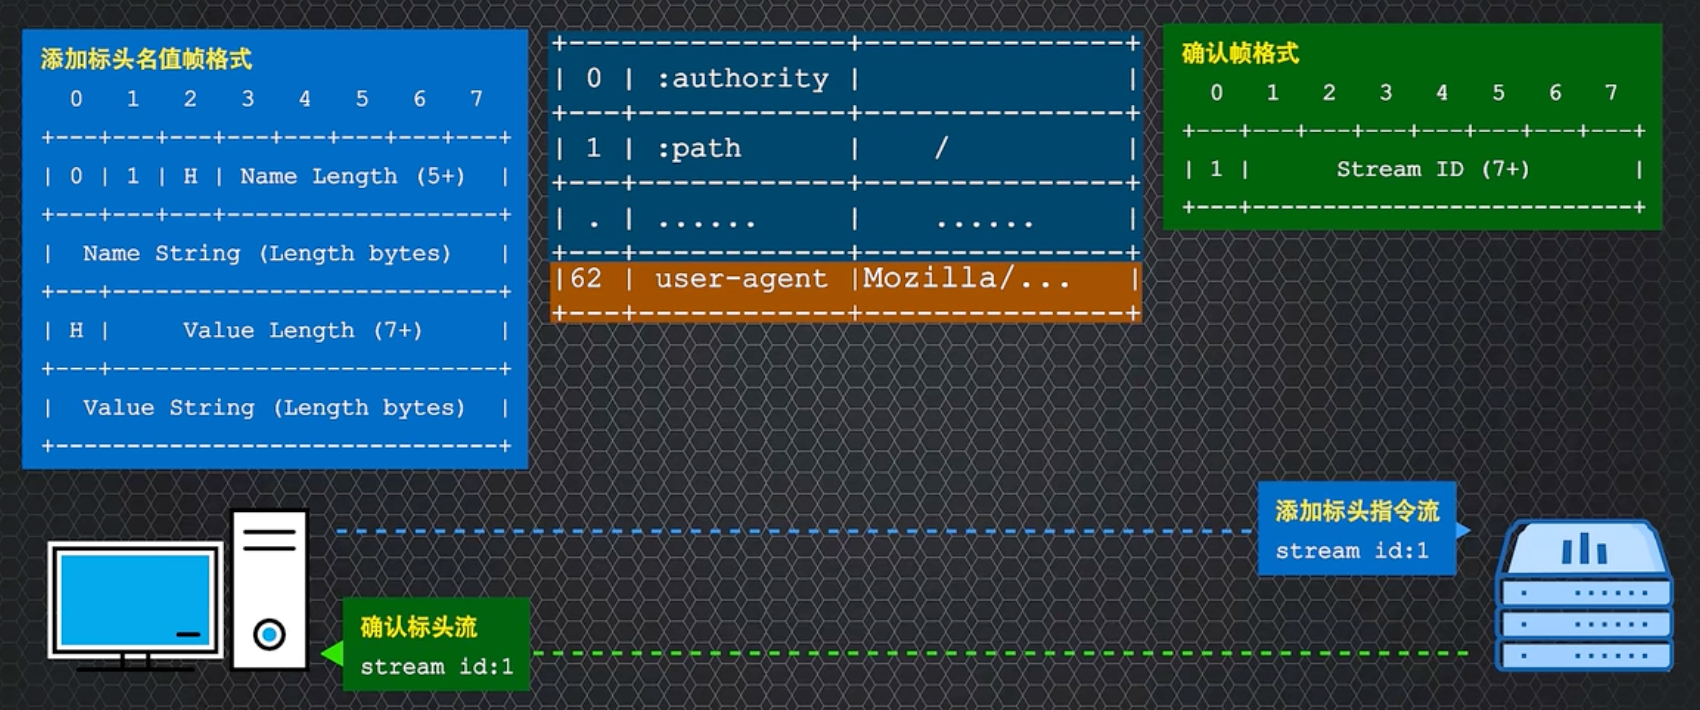 添加标头名值帧格式
0 1 2 3 4 5 6 7
+---+---+---+---+---+---+---+---+
| 0 | 1 | H | Name Length (5+) |
+---+---+---+-------------------+
| Name String (Length bytes) |
+---+---------------------------+
| H | Value Length (7+) |
+---+---------------------------+
| Value String (Length bytes) |
+-------------------------------+
+---------------------+---------------+
| 0 | :authority | |
+---+------------+---------------+
| 1 | :path | / |
+---+------------+---------------+
| . | ...... | ...... |
+---+------------+---------------+
|62 | user-agent |Mozilla/... |
+---+------------+---------------+
确认帧格式
0 1 2 3 4 5 6 7
+---+---+---+---+---+---+---+---+
| 1 | Stream ID (7+) |
+---+---------------------------+
添加标头指令流
stream id:1
确认标头流
stream id:1